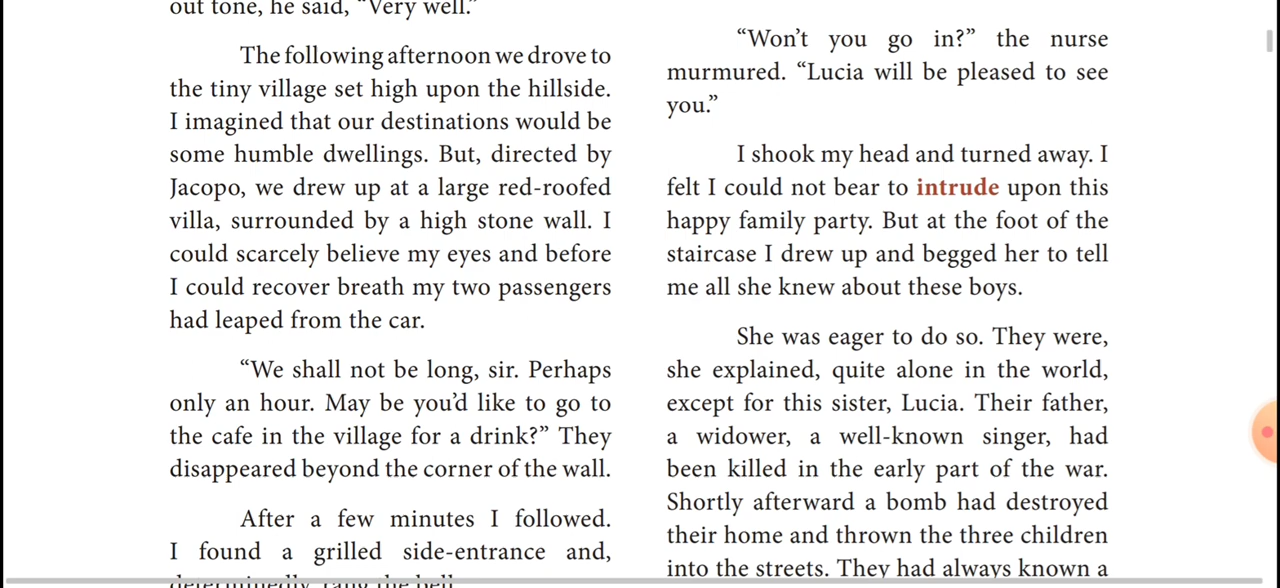 out tone, he said, “Very well.”
The following afternoon we drove to
the tiny village set high upon the hillside.
I imagined that our destinations would be
some humble dwellings. But, directed by
Jacopo, we drew up at a large red-roofed
villa, surrounded by a high stone wall. I
could scarcely believe my eyes and before
I could recover breath my two passengers
had leaped from the car.
“We shall not be long, sir. Perhaps
only an hour. May be you’d like to go to
the cafe in the village for a drink?” They
disappeared beyond the corner of the wall.
After a few minutes I followed.
I found a grilled side-entrance and,
determinedly, rang the bell.
“Won’t you go in?” the nurse
murmured. “Lucia will be pleased to see
you.”
I shook my head and turned away. I
felt I could not bear to intrude upon this
happy family party. But at the foot of the
staircase I drew up and begged her to tell
me all she knew about these boys.
She was eager to do so. They were,
she explained, quite alone in the world,
except for this sister, Lucia. Their father,
a widower, a well-known singer, had
been killed in the early part of the war.
Shortly afterward a bomb had destroyed
their home and thrown the three children
into the streets. They had always known a